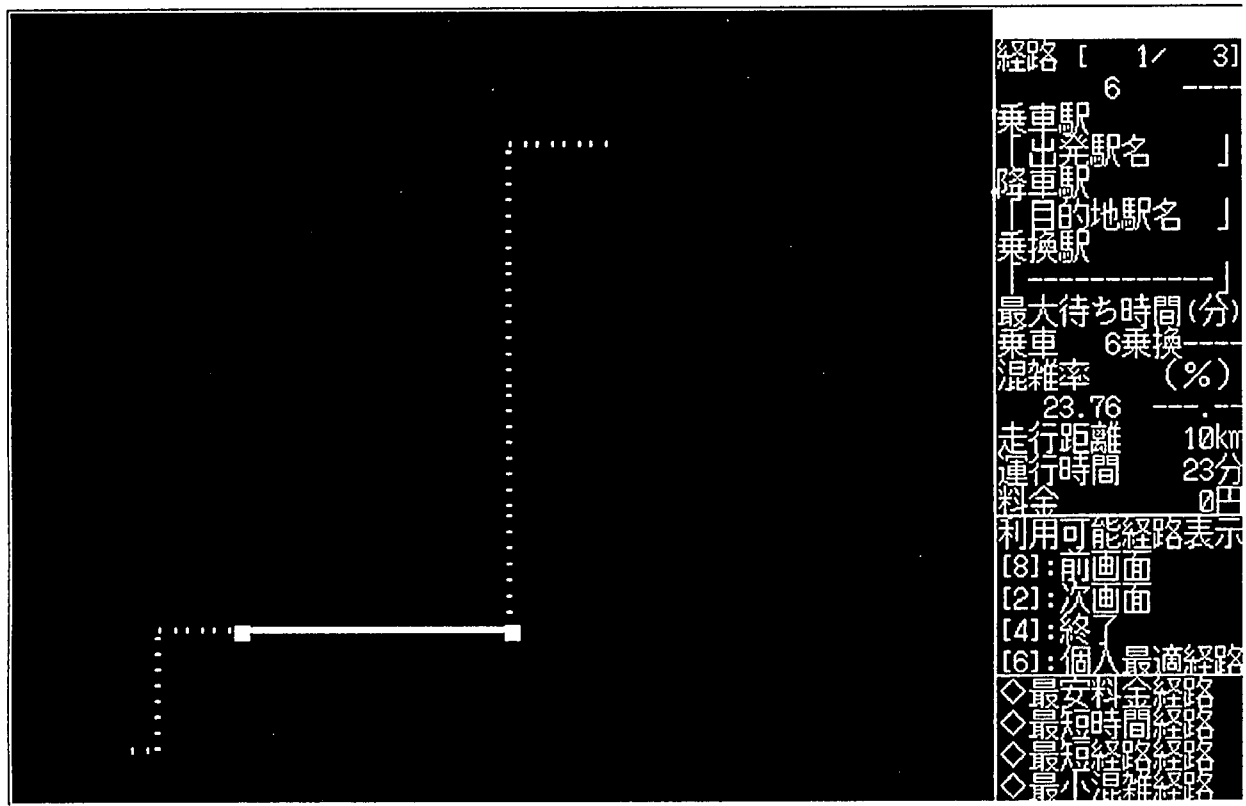 経路 [ 1/ 3]
6 ----
乗車駅
「出発駅名 」
降車駅
「目的地駅名 」
乗換駅
「------------」
最大待ち時間(分)
乗車 6乗換----
混雑率 (%)
23.76 ---.--
走行距離 10km
運行時間 23分
料金 0円
利用可能経路表示
[8]:前画面
[2]:次画面
[4]:終了
[6]:個人最適経路
◇最安料金経路
◇最短時間経路
◇最短経路経路
◇最小混雑経路